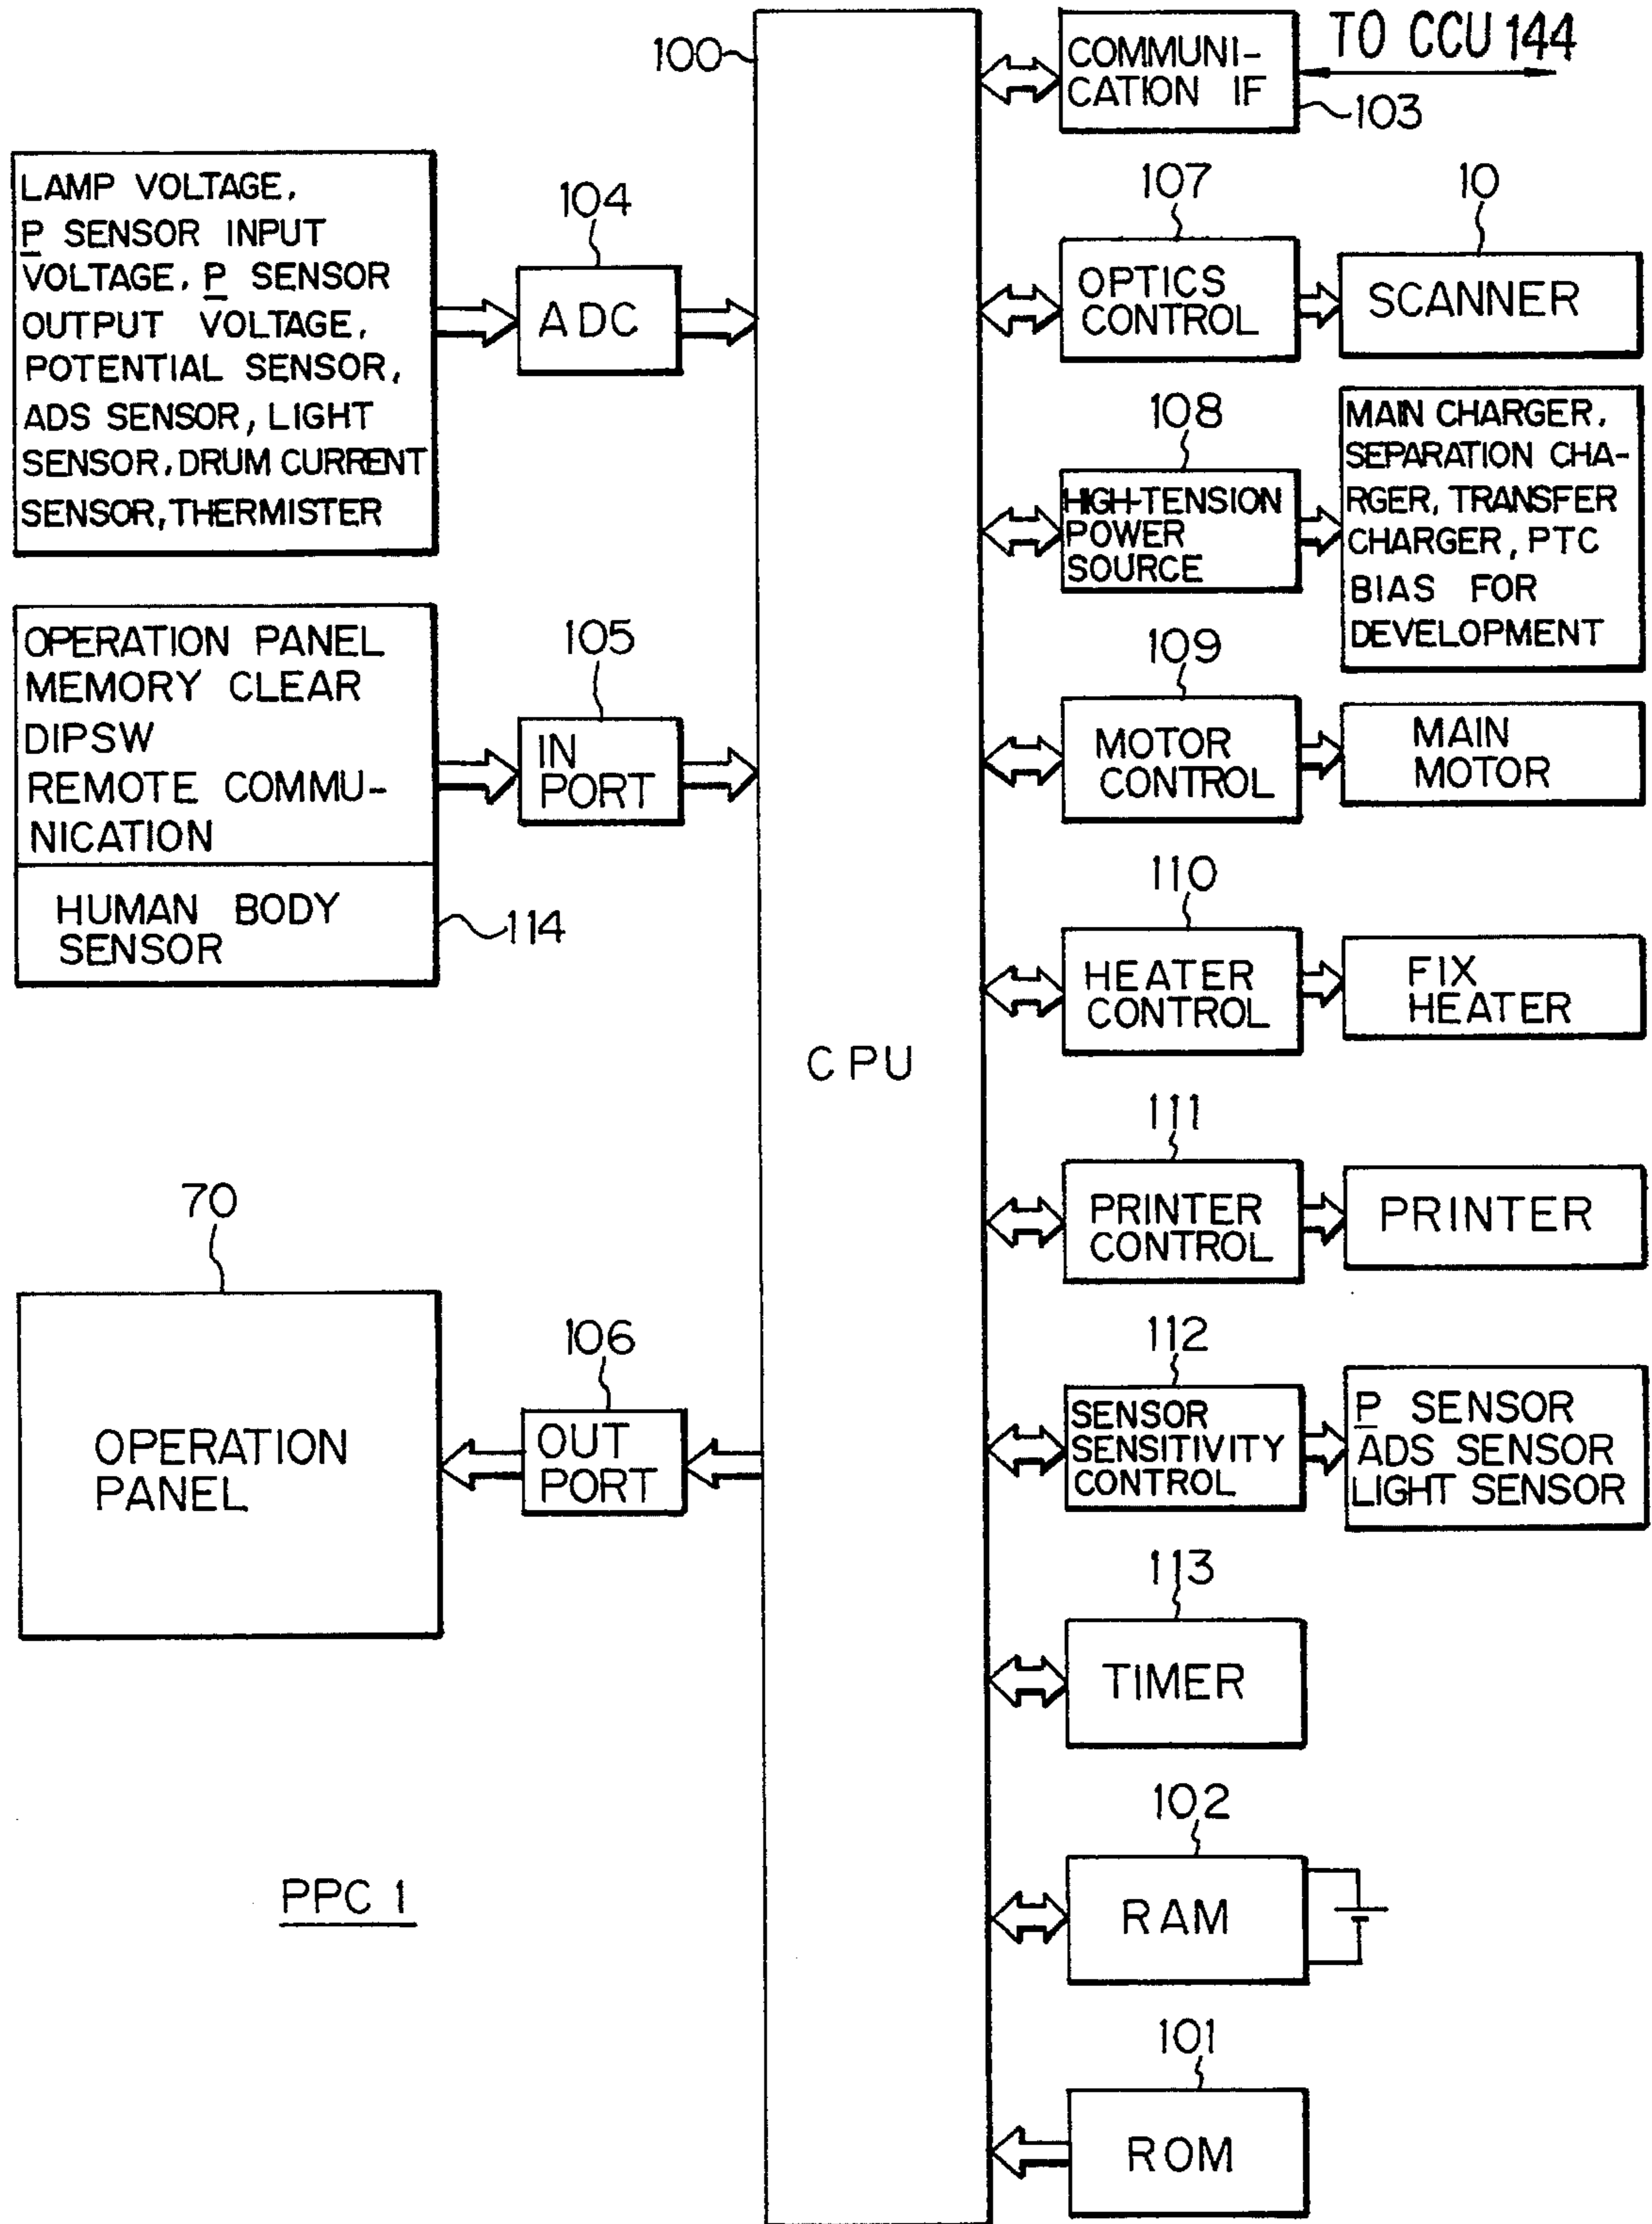 100
COMMUNI-
CATION IF
TO CCU 144
103
LAMP VOLTAGE,
P SENSOR INPUT
VOLTAGE, P SENSOR
OUTPUT VOLTAGE,
POTENTIAL SENSOR,
ADS SENSOR, LIGHT
SENSOR, DRUM CURRENT
SENSOR, THERMISTER
104
ADC
107
OPTICS
CONTROL
10
SCANNER
108
HIGH-TENSION
POWER
SOURCE
MAIN CHARGER,
SEPARATION CHA-
RGER, TRANSFER
CHARGER, PTC
BIAS FOR
DEVELOPMENT
OPERATION PANEL
MEMORY CLEAR
DIPSW
REMOTE COMMU-
NICATION
HUMAN BODY
SENSOR
114
105
IN
PORT
109
MOTOR
CONTROL
MAIN
MOTOR
110
HEATER
CONTROL
FIX
HEATER
CPU
111
PRINTER
CONTROL
PRINTER
70
OPERATION
PANEL
106
OUT
PORT
112
SENSOR
SENSITIVITY
CONTROL
P SENSOR
ADS SENSOR
LIGHT SENSOR
113
TIMER
102
RAM
PPC 1
101
ROM